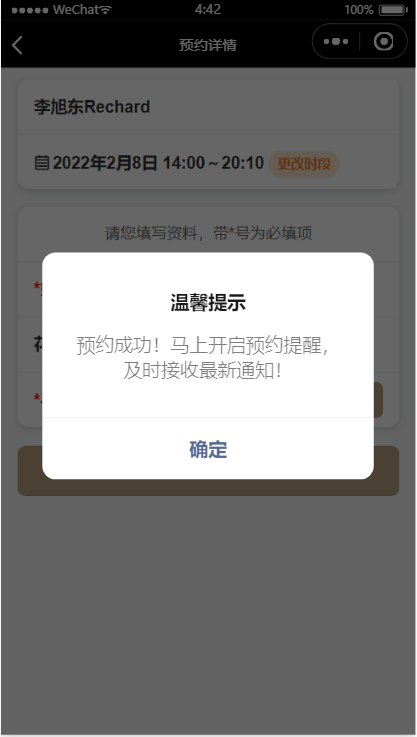 WeChat 4:42 100%
预约详情
李旭东Rechard
2022年2月8日 14:00～20:10 更改时段
请您填写资料，带*号为必填项
*
温馨提示
预约成功！马上开启预约提醒，
及时接收最新通知！
*
确定